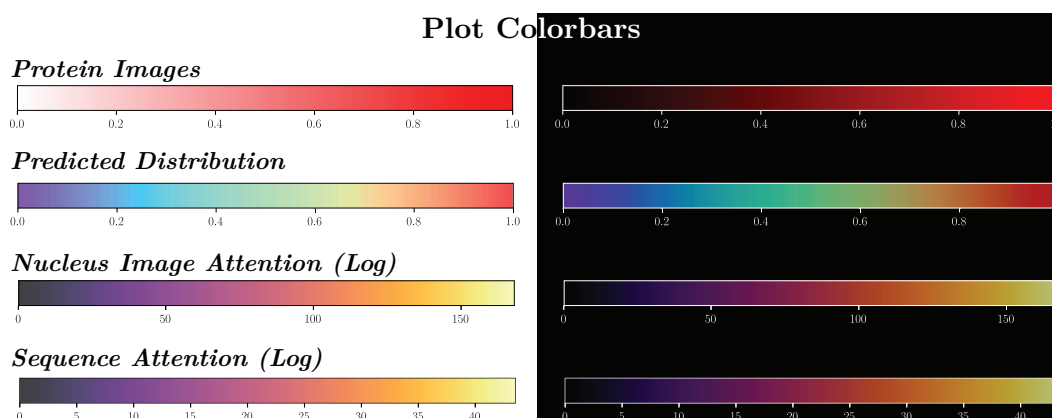 Plot Colorbars
Protein Images
0.0 0.2 0.4 0.6 0.8 1.0 0.0 0.2 0.4 0.6 0.8
Predicted Distribution
0.0 0.2 0.4 0.6 0.8 1.0 0.0 0.2 0.4 0.6 0.8
Nucleus Image Attention (Log)
0 50 100 150 0 50 100 150
Sequence Attention (Log)
0 5 10 15 20 25 30 35 40 0 5 10 15 20 25 30 35 40